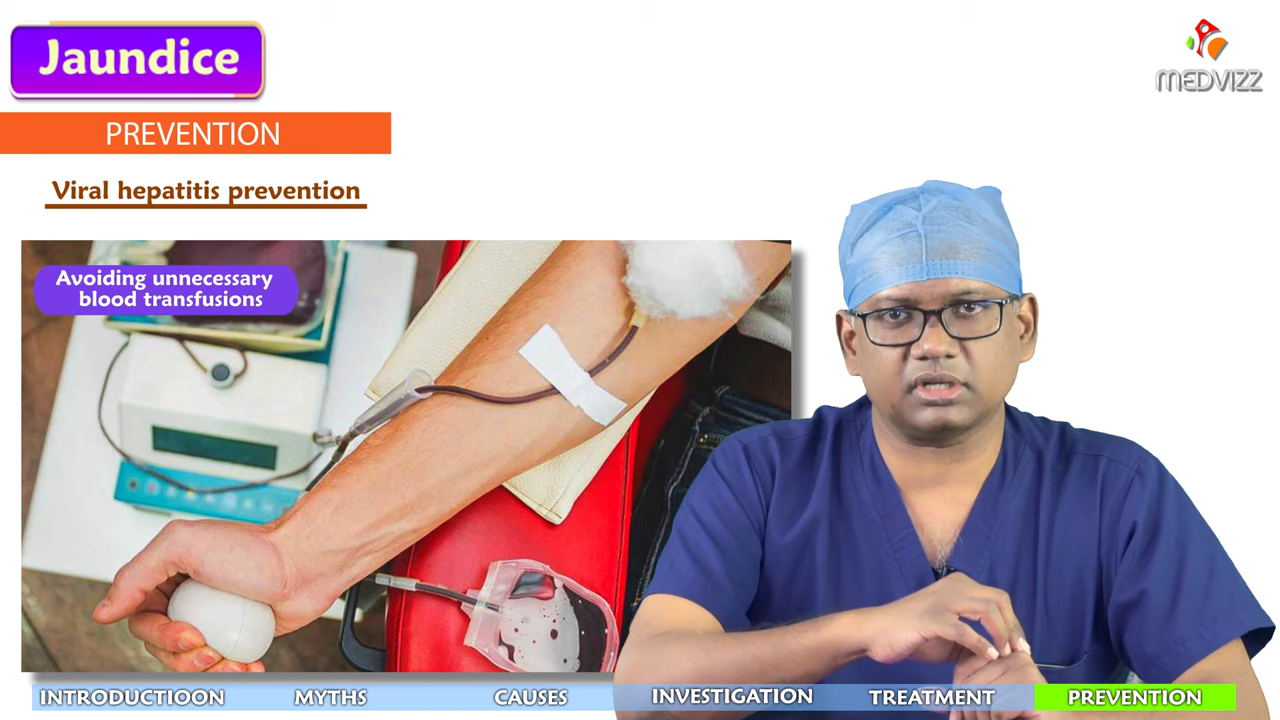 Jaundice
MEDVIZZ
PREVENTION
Viral hepatitis prevention
Avoiding unnecessary
blood transfusions
INTRODUCTIOON MYTHS CAUSES INVESTIGATION TREATMENT PREVENTION